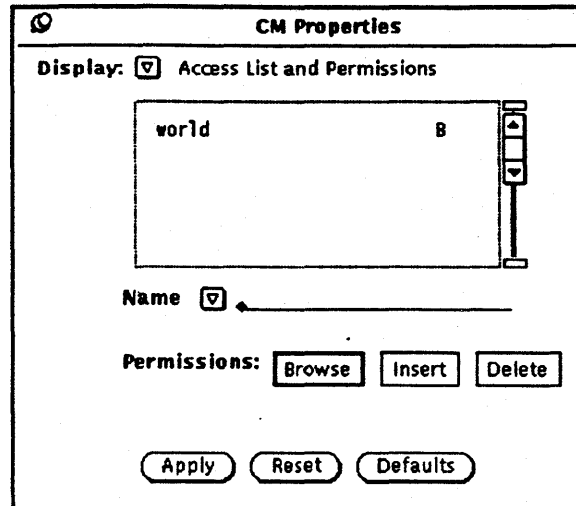 CM Properties
Display: Access List and Permissions
world B
Name
Permissions: Browse Insert Delete
Apply Reset Defaults